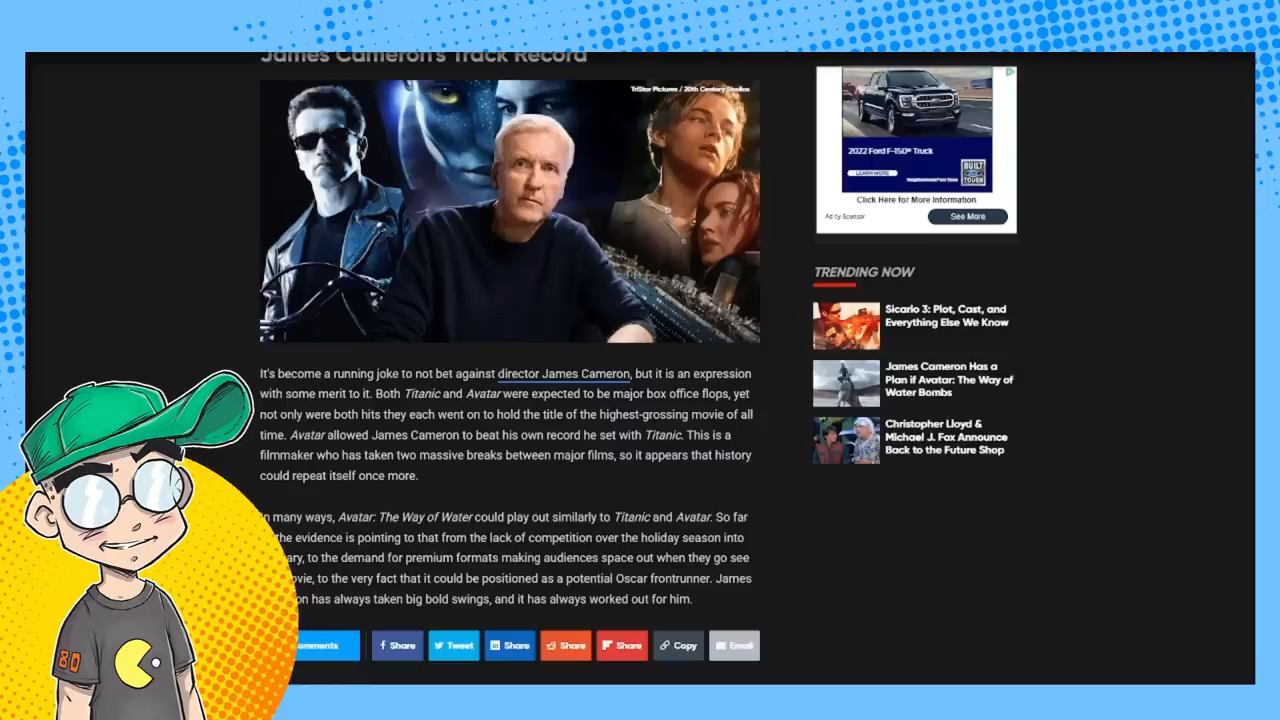 James Cameron's Track Record
TriStar Pictures / 20th Century Studios
It's become a running joke to not bet against director James Cameron, but it is an expression
with some merit to it. Both Titanic and Avatar were expected to be major box office flops, yet
not only were both hits they each went on to hold the title of the highest-grossing movie of all
time. Avatar allowed James Cameron to beat his own record he set with Titanic. This is a
filmmaker who has taken two massive breaks between major films, so it appears that history
could repeat itself once more.
n many ways, Avatar: The Way of Water could play out similarly to Titanic and Avatar. So far
the evidence is pointing to that from the lack of competition over the holiday season into
ary, to the demand for premium formats making audiences space out when they go see
ovie, to the very fact that it could be positioned as a potential Oscar frontrunner. James
on has always taken big bold swings, and it has always worked out for him.
omments
Share
Tweet
Share
Share
Share
Copy
Email
2022 Ford F-150® Truck
LEARN MORE
BUILT
Ford
TOUGH
Click Here for More Information
Ad by Sponsor
See More
TRENDING NOW
Sicario 3: Plot, Cast, and
Everything Else We Know
James Cameron Has a
Plan if Avatar: The Way of
Water Bombs
Christopher Lloyd &
Michael J. Fox Announce
Back to the Future Shop
80